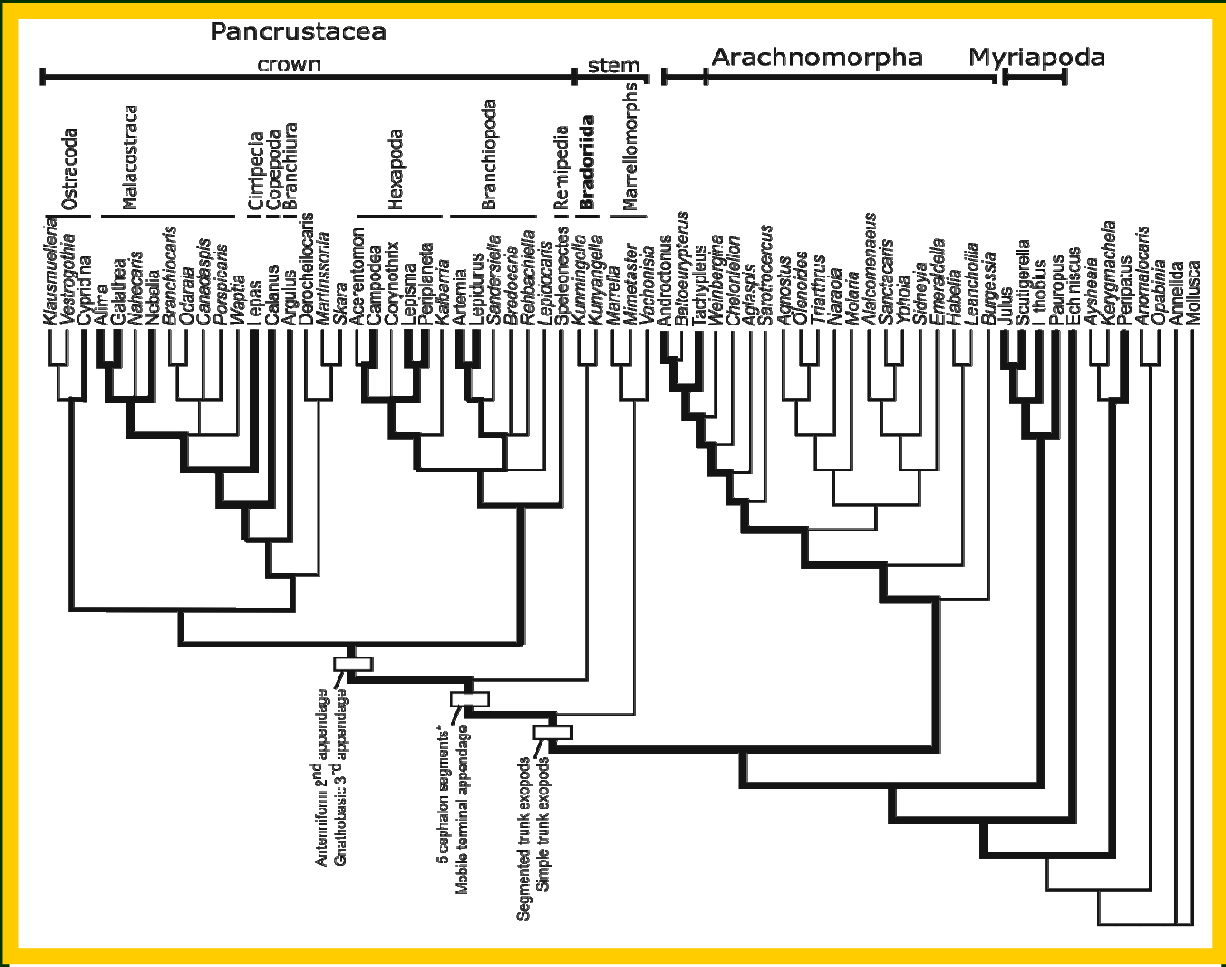 Pancrustacea
crown
stem
Arachnomorpha
Myriapoda
Ostracoda
Malacostraca
Cirripecia
Copepoda
Branchiura
Hexapoda
Branchiopoda
Remipedia
Bradoriida
Marrellomorphs
Klausmuelleria
Vestrogothia
Cypridina
Alima
Galathea
Nahecaris
Nebalia
Branchiocaris
Odaraia
Canadaspis
Porspicaris
Waptia
epas
Calanus
Argulus
Derocheilocaris
Martinssonia
Skara
Acerentomon
Campodea
Corynothrix
Lepisma
Periplaneta
Kalbarria
Artemia
Lepidurus
Sandersiella
Bredocaris
Rehbachiella
Lepidocaris
Speleonectes
Kunmingella
Kunyangella
Marrella
Mimetaster
Vachonisia
Androctonus
Baltoeurypterus
Tachypleus
Weinbergina
Cheloniellon
Aglaspis
Sarotrocercus
Agnostus
Olenoides
Triarthrus
Naraoia
Molaria
Alalcomenaeus
Sanctacaris
Yohoia
Sidneyia
Emeraldella
Habelia
Leanchoilia
Burgessia
Julus
Scutigerella
thobius
Pauropus
Echiniscus
Aysheaia
Kerygmachela
Peripatus
Anomalocaris
Opabinia
Annelida
Mollusca
Antenniform 2nd appendage
Gnathobasic 3rd appendage
5 cephalon segments*
Mobile terminal appendage
Segmented trunk exopods
Simple trunk exopods